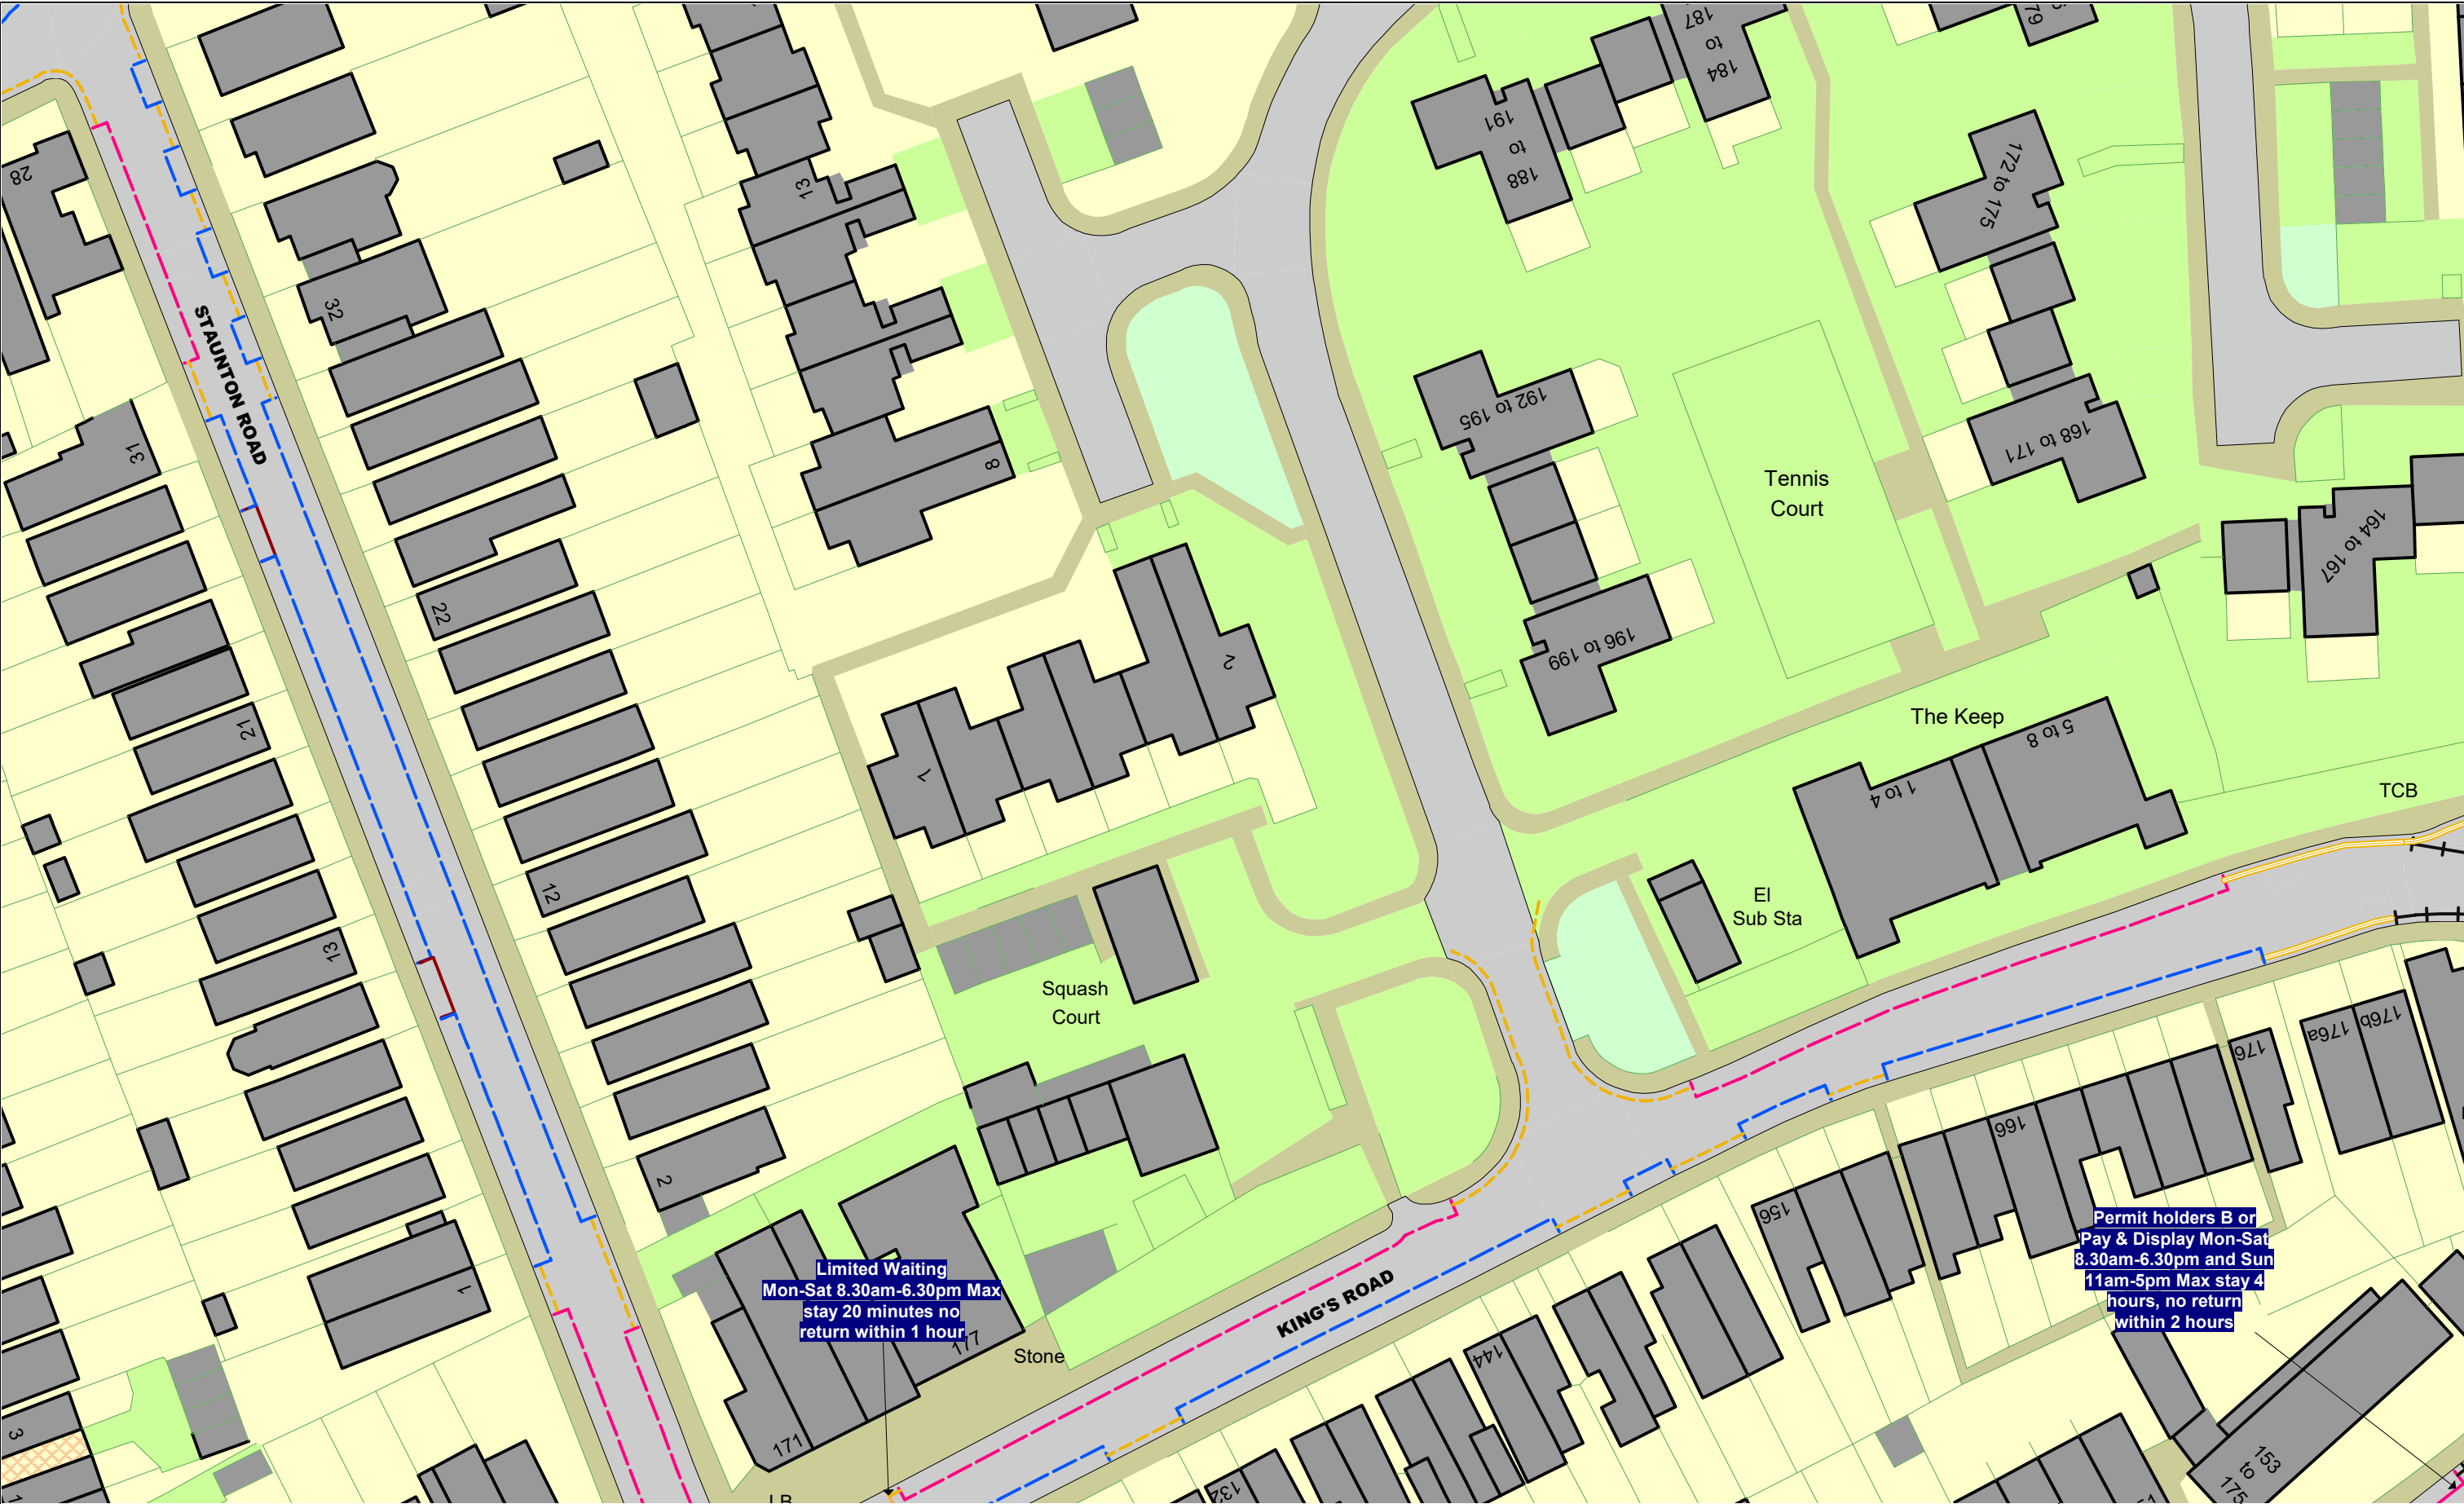 187
to
184
79
191
to
188
172 to 175
28
13
32
STAUNTON ROAD
192 to 195
31
8
Tennis
Court
168 to 171
164 to 167
22
2
196 to 199
21
1
The Keep
5 to 8
1 to 4
TCB
12
El
Sub Sta
13
Squash
Court
176a
176b
176
166
2
156
Permit holders B or
Pay & Display Mon-Sat
8.30am-6.30pm and Sun
11am-5pm Max stay 4
hours, no return
within 2 hours
Limited Waiting
Mon-Sat 8.30am-6.30pm Max
stay 20 minutes no
return within 1 hour
1
KING'S ROAD
177
Stone
144
171
3
153
to
175
132
LB
1